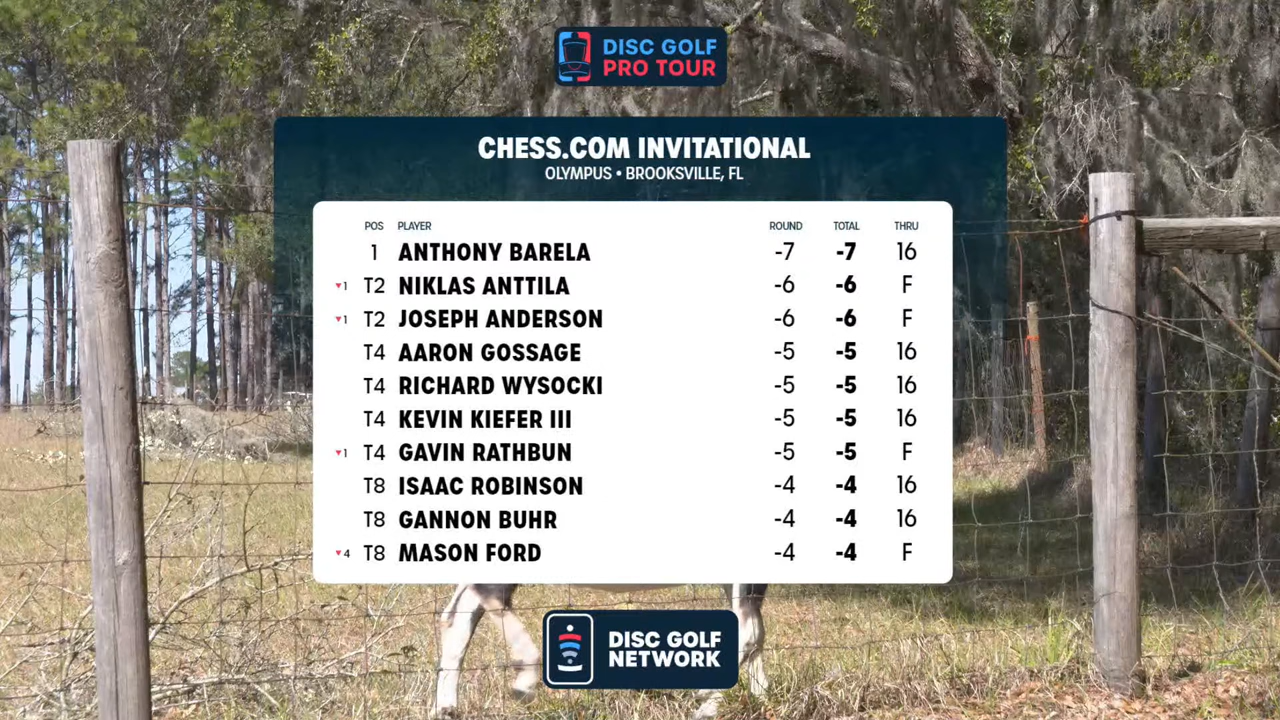 DISC GOLF
PRO TOUR
CHESS.COM INVITATIONAL
OLYMPUS • BROOKSVILLE, FL
POS PLAYER ROUND TOTAL THRU
1 ANTHONY BARELA -7 -7 16
▼1 T2 NIKLAS ANTTILA -6 -6 F
▼1 T2 JOSEPH ANDERSON -6 -6 F
T4 AARON GOSSAGE -5 -5 16
T4 RICHARD WYSOCKI -5 -5 16
T4 KEVIN KIEFER III -5 -5 16
▼1 T4 GAVIN RATHBUN -5 -5 F
T8 ISAAC ROBINSON -4 -4 16
T8 GANNON BUHR -4 -4 16
▼4 T8 MASON FORD -4 -4 F
DISC GOLF
NETWORK